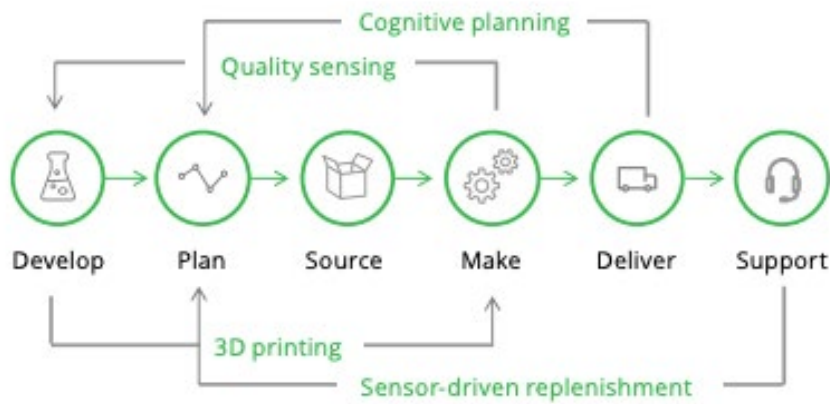 Cognitive planning
Quality sensing
Develop
Plan
Source
Make
Deliver
Support
3D printing
Sensor-driven replenishment